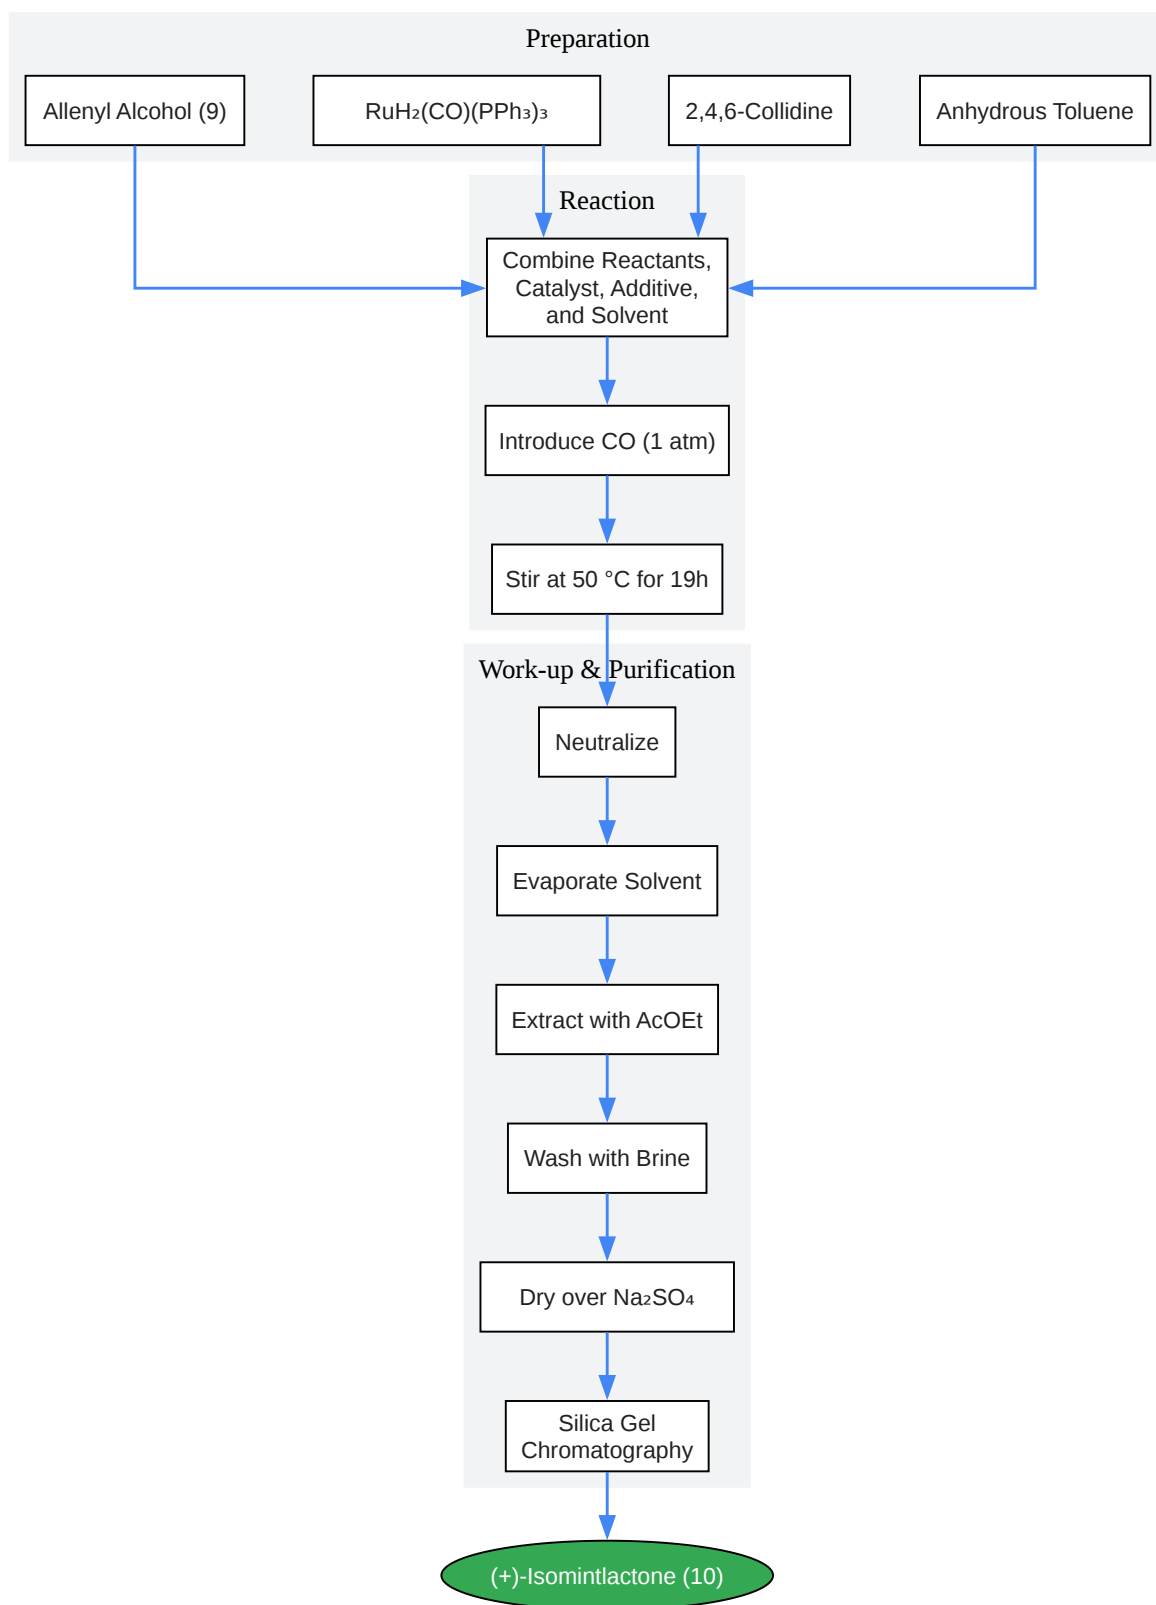 Preparation
Allenyl Alcohol (9)
RuH₂(CO)(PPh₃)₃
2,4,6-Collidine
Anhydrous Toluene
Reaction
Combine Reactants,
Catalyst, Additive,
and Solvent
Introduce CO (1 atm)
Stir at 50 °C for 19h
Work-up & Purification
Neutralize
Evaporate Solvent
Extract with AcOEt
Wash with Brine
Dry over Na₂SO₄
Silica Gel
Chromatography
(+)-Isomintlactone (10)